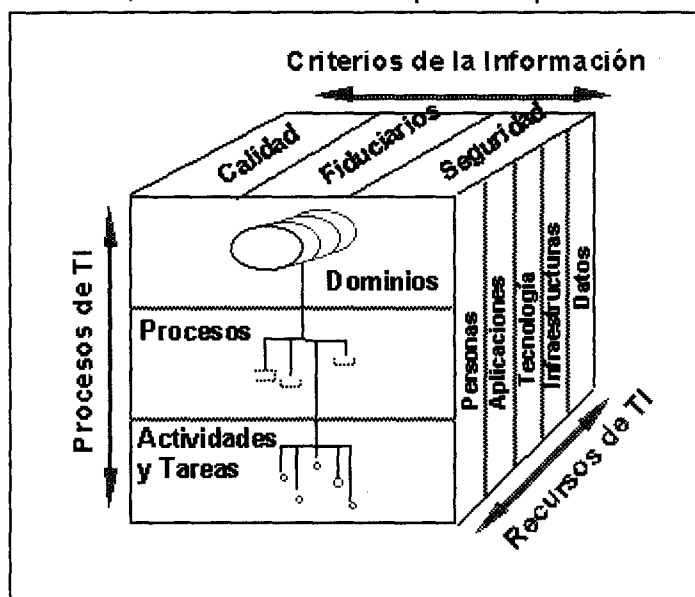 Criterios de la Información
Calidad
Fiduciarios
Seguridad
Procesos de TI
Dominios
Procesos
Actividades
y Tareas
Personas
Aplicaciones
Tecnología
Infraestructuras
Datos
Recursos de TI